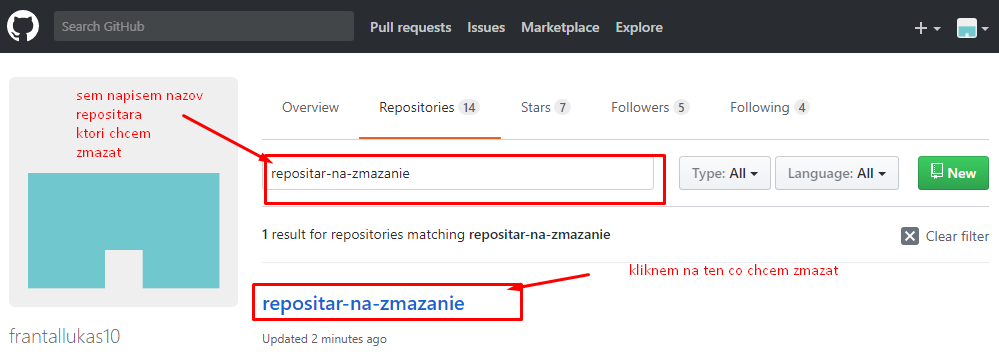 Search GitHub
Pull requests Issues Marketplace Explore
sem napisem nazov
repositara
ktori chcem
zmazat
Overview Repositories 14 Stars 7 Followers 5 Following 4
repositar-na-zmazanie
Type: All Language: All New
1 result for repositories matching repositar-na-zmazanie
Clear filter
kliknem na ten co chcem zmazat
repositar-na-zmazanie
Updated 2 minutes ago
frantallukas10